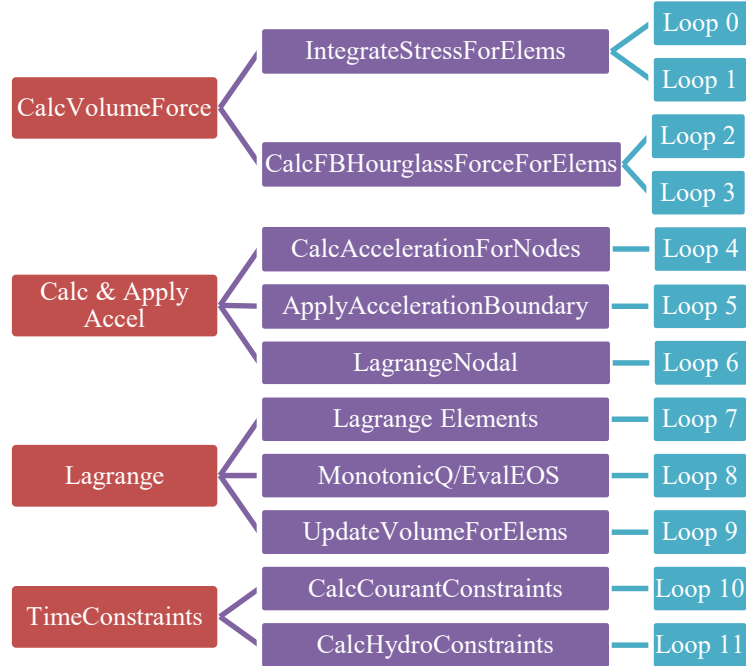 CalcVolumeForce
IntegrateStressForElems
Loop 0
Loop 1
CalcFBHourglassForceForElems
Loop 2
Loop 3
Calc & Apply
Accel
CalcAccelerationForNodes
Loop 4
ApplyAccelerationBoundary
Loop 5
LagrangeNodal
Loop 6
Lagrange
Lagrange Elements
Loop 7
MonotonicQ/EvalEOS
Loop 8
UpdateVolumeForElems
Loop 9
TimeConstraints
CalcCourantConstraints
Loop 10
CalcHydroConstraints
Loop 11